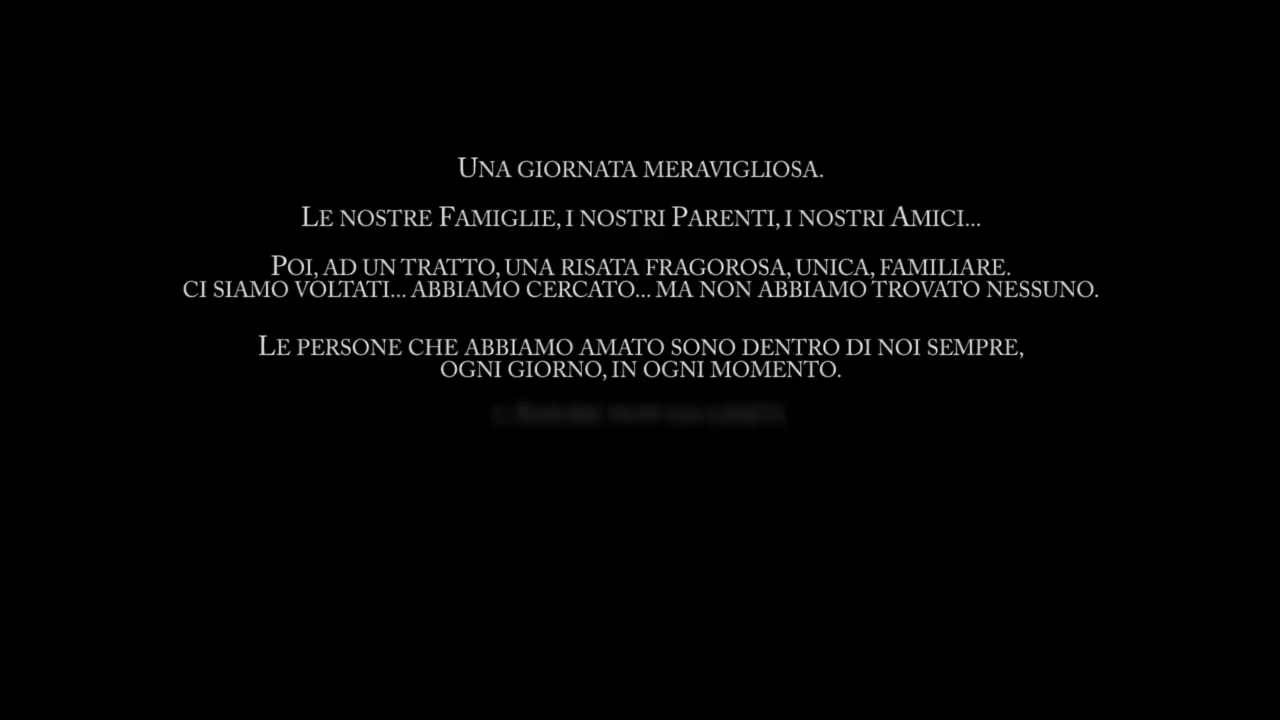 Una giornata meravigliosa.
Le nostre Famiglie, i nostri Parenti, i nostri Amici...
Poi, ad un tratto, una risata fragorosa, unica, familiare.
ci siamo voltati... abbiamo cercato... ma non abbiamo trovato nessuno.
Le persone che abbiamo amato sono dentro di noi sempre,
ogni giorno, in ogni momento.